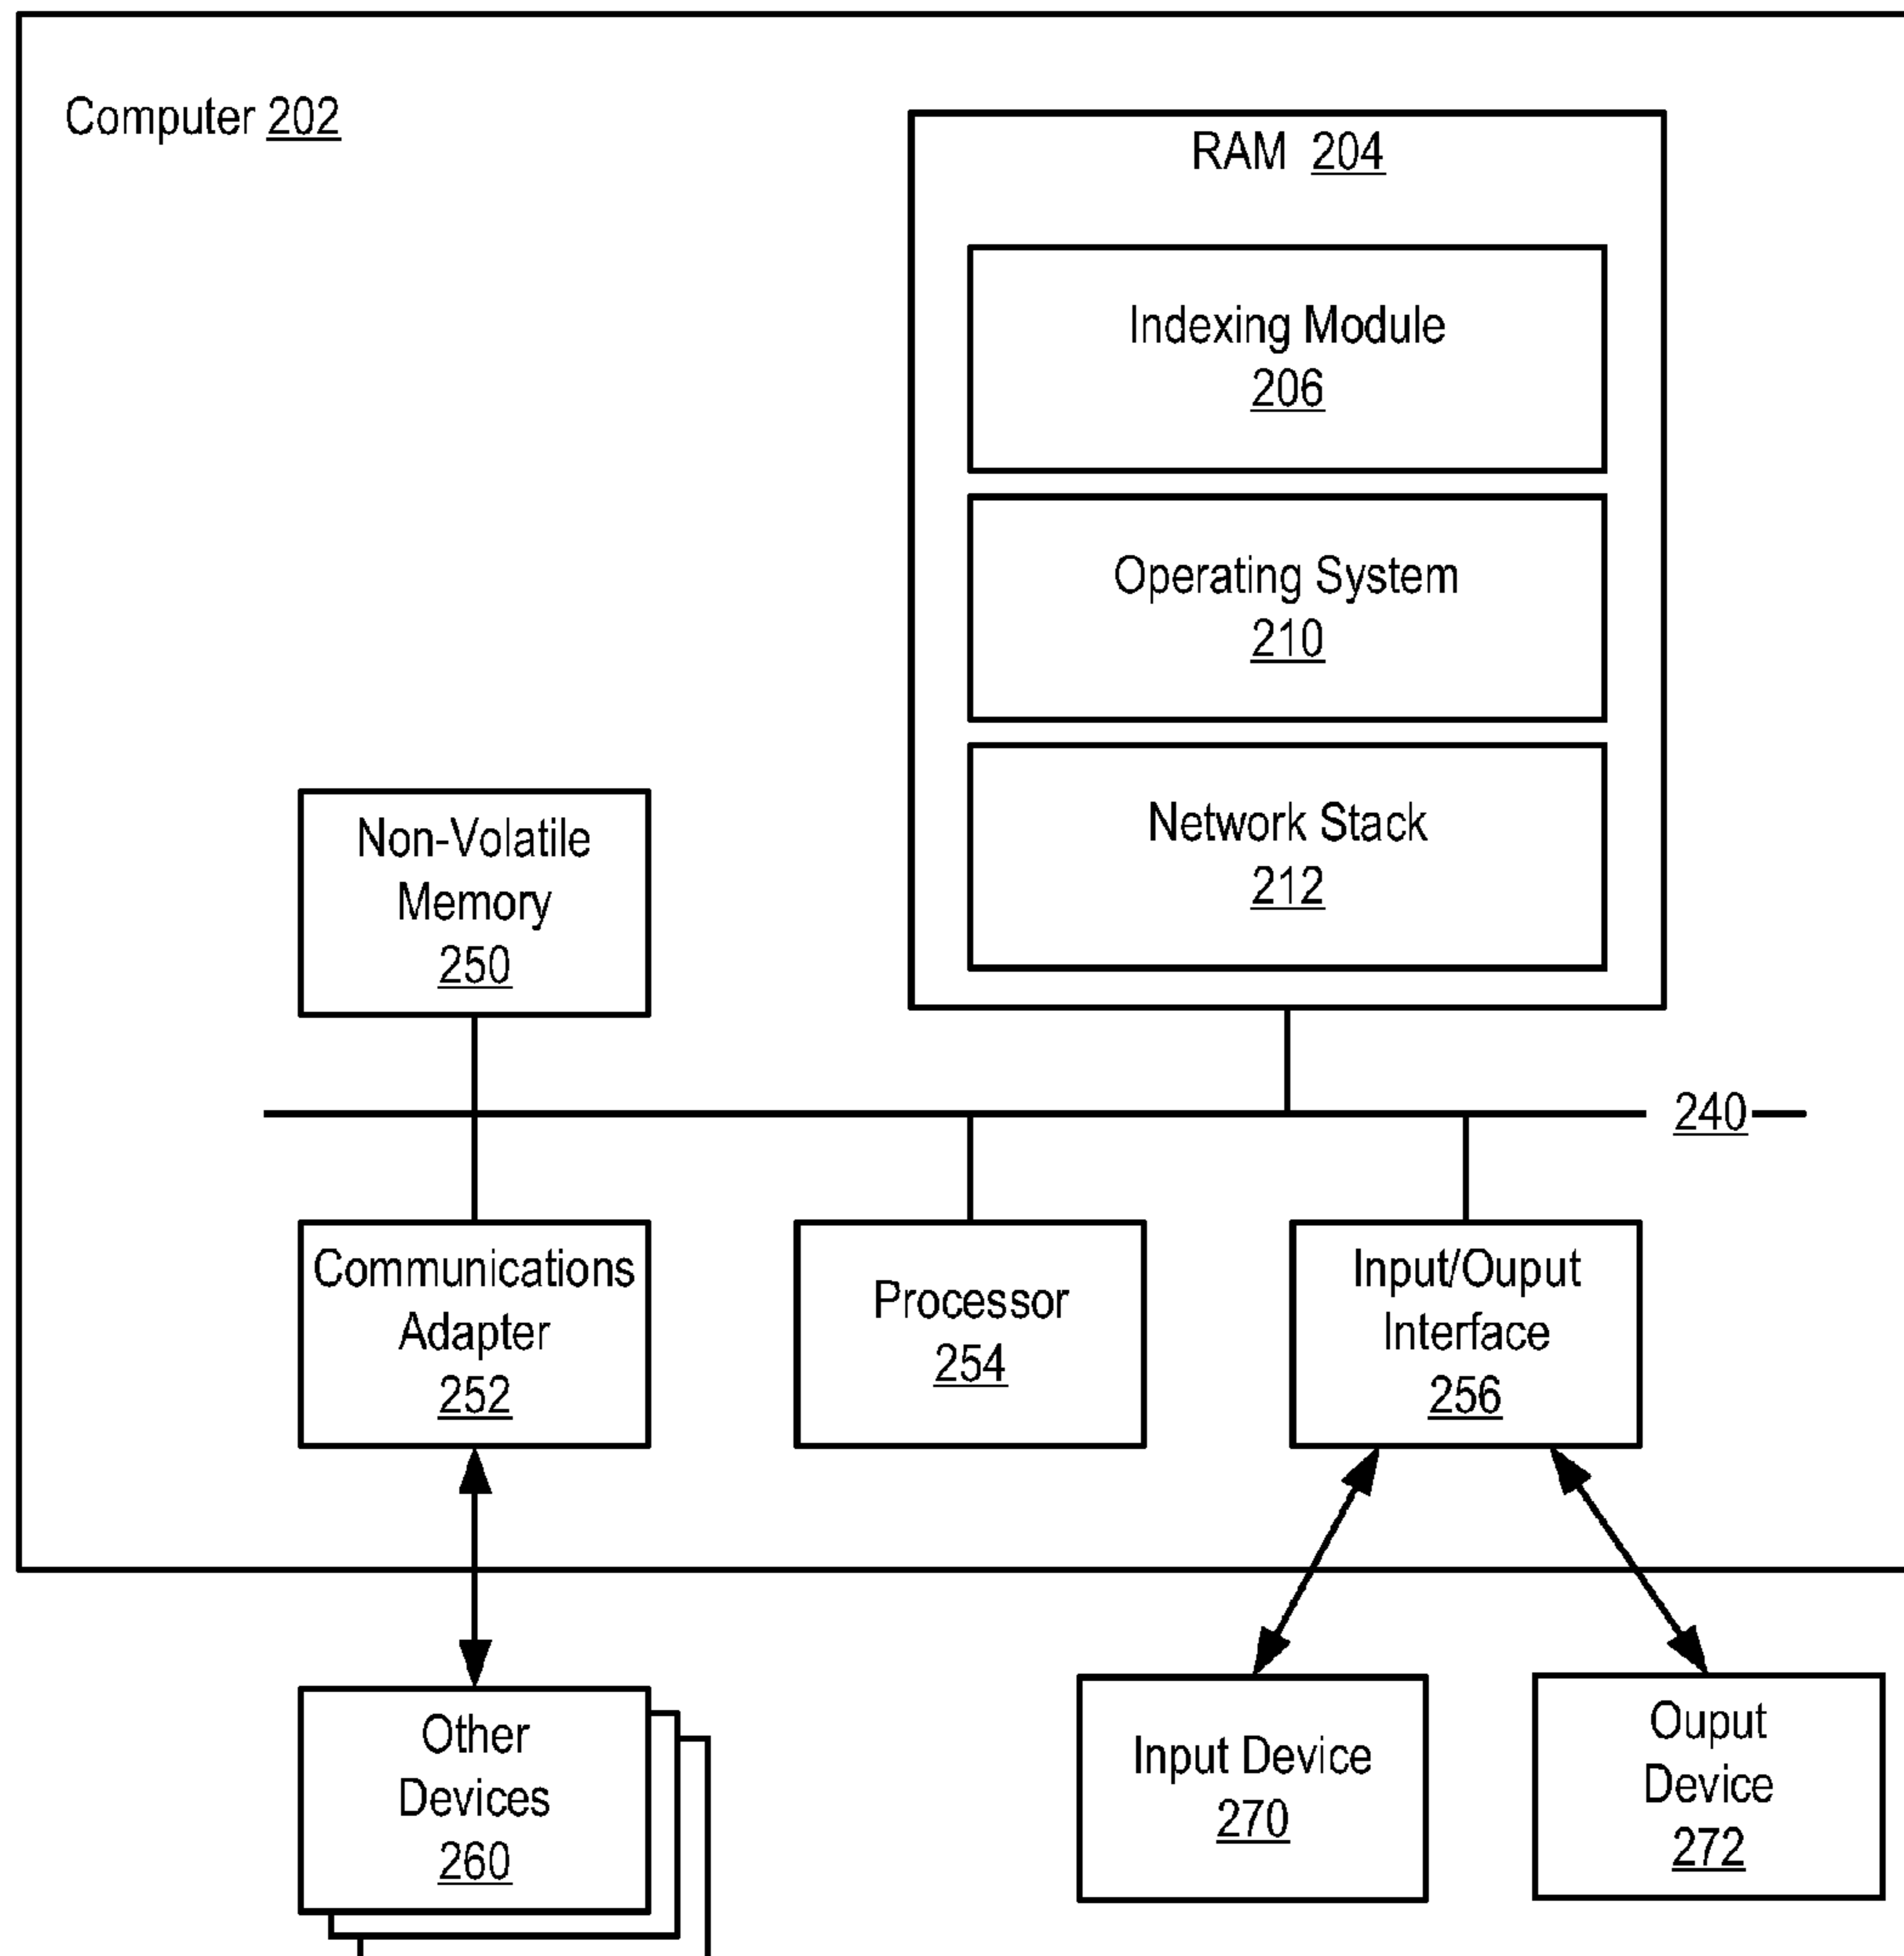 Computer 202
RAM 204
Indexing Module
206
Operating System
210
Network Stack
212
Non-Volatile
Memory
250
240
Communications
Adapter
252
Processor
254
Input/Ouput
Interface
256
Other
Devices
260
Input Device
270
Ouput
Device
272